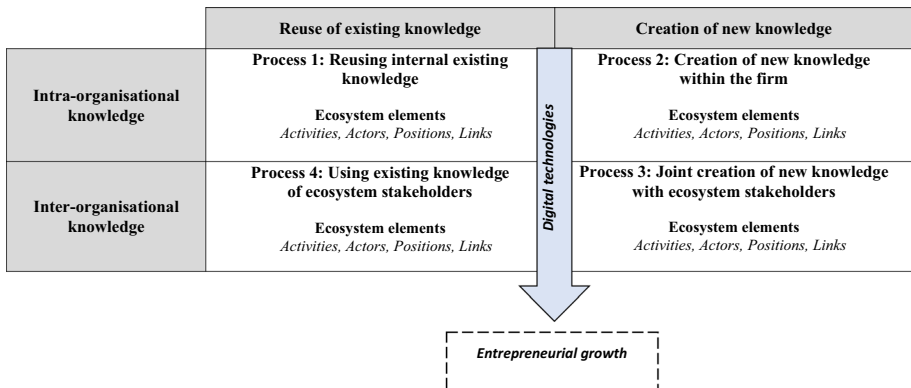 Reuse of existing knowledge
Creation of new knowledge
Intra-organisational
knowledge
Process 1: Reusing internal existing
knowledge
Ecosystem elements
Activities, Actors, Positions, Links
Process 2: Creation of new knowledge
within the firm
Ecosystem elements
Activities, Actors, Positions, Links
Inter-organisational
knowledge
Process 4: Using existing knowledge
of ecosystem stakeholders
Ecosystem elements
Activities, Actors, Positions, Links
Process 3: Joint creation of new knowledge
with ecosystem stakeholders
Ecosystem elements
Activities, Actors, Positions, Links
Digital technologies
Entrepreneurial growth